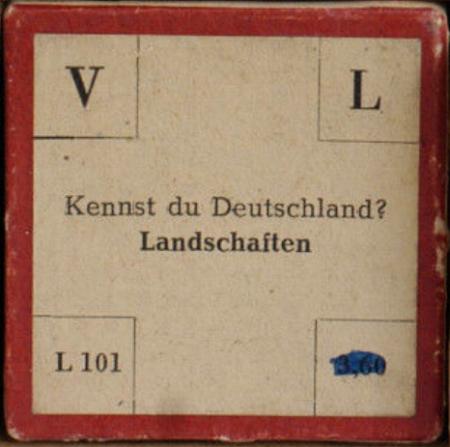 V L
Kennst du Deutschland?
Landschaften
L 101 3,60